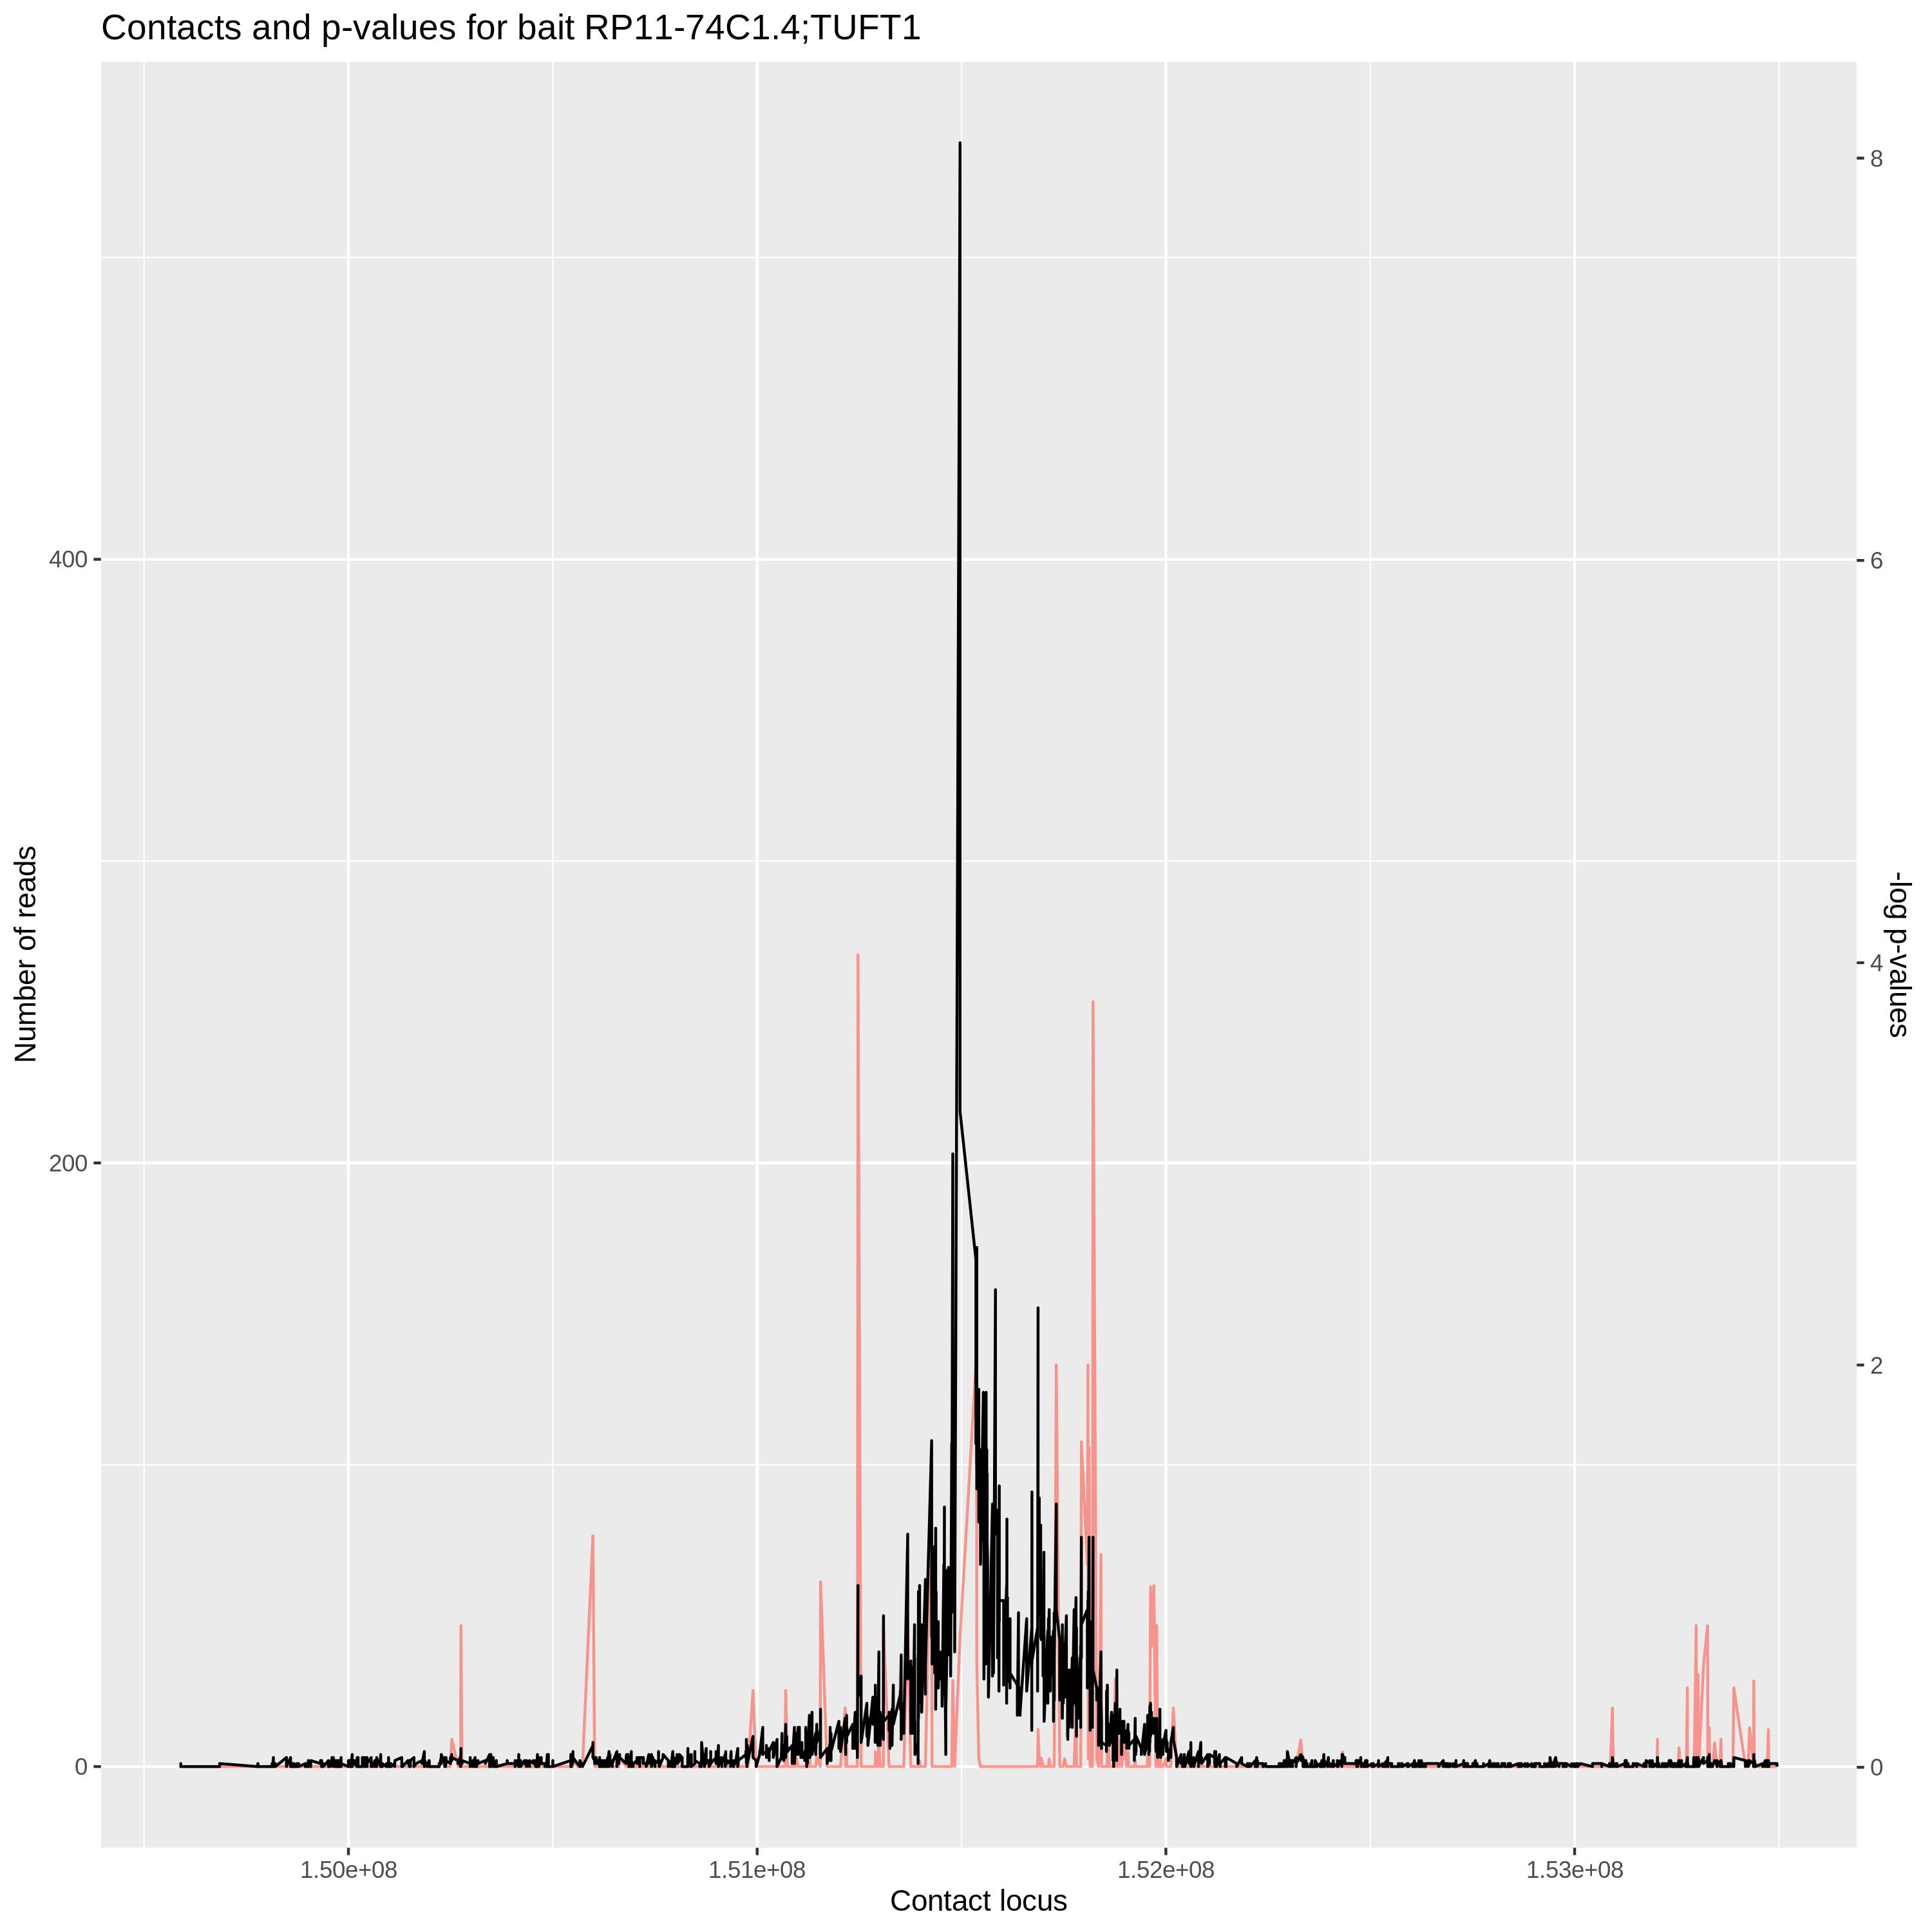 Contacts and p-values for bait RP11-74C1.4;TUFT1
8
400
6
Number of reads
-log p-values
4
200
2
0
0
1.50e+08
1.51e+08
1.52e+08
1.53e+08
Contact locus